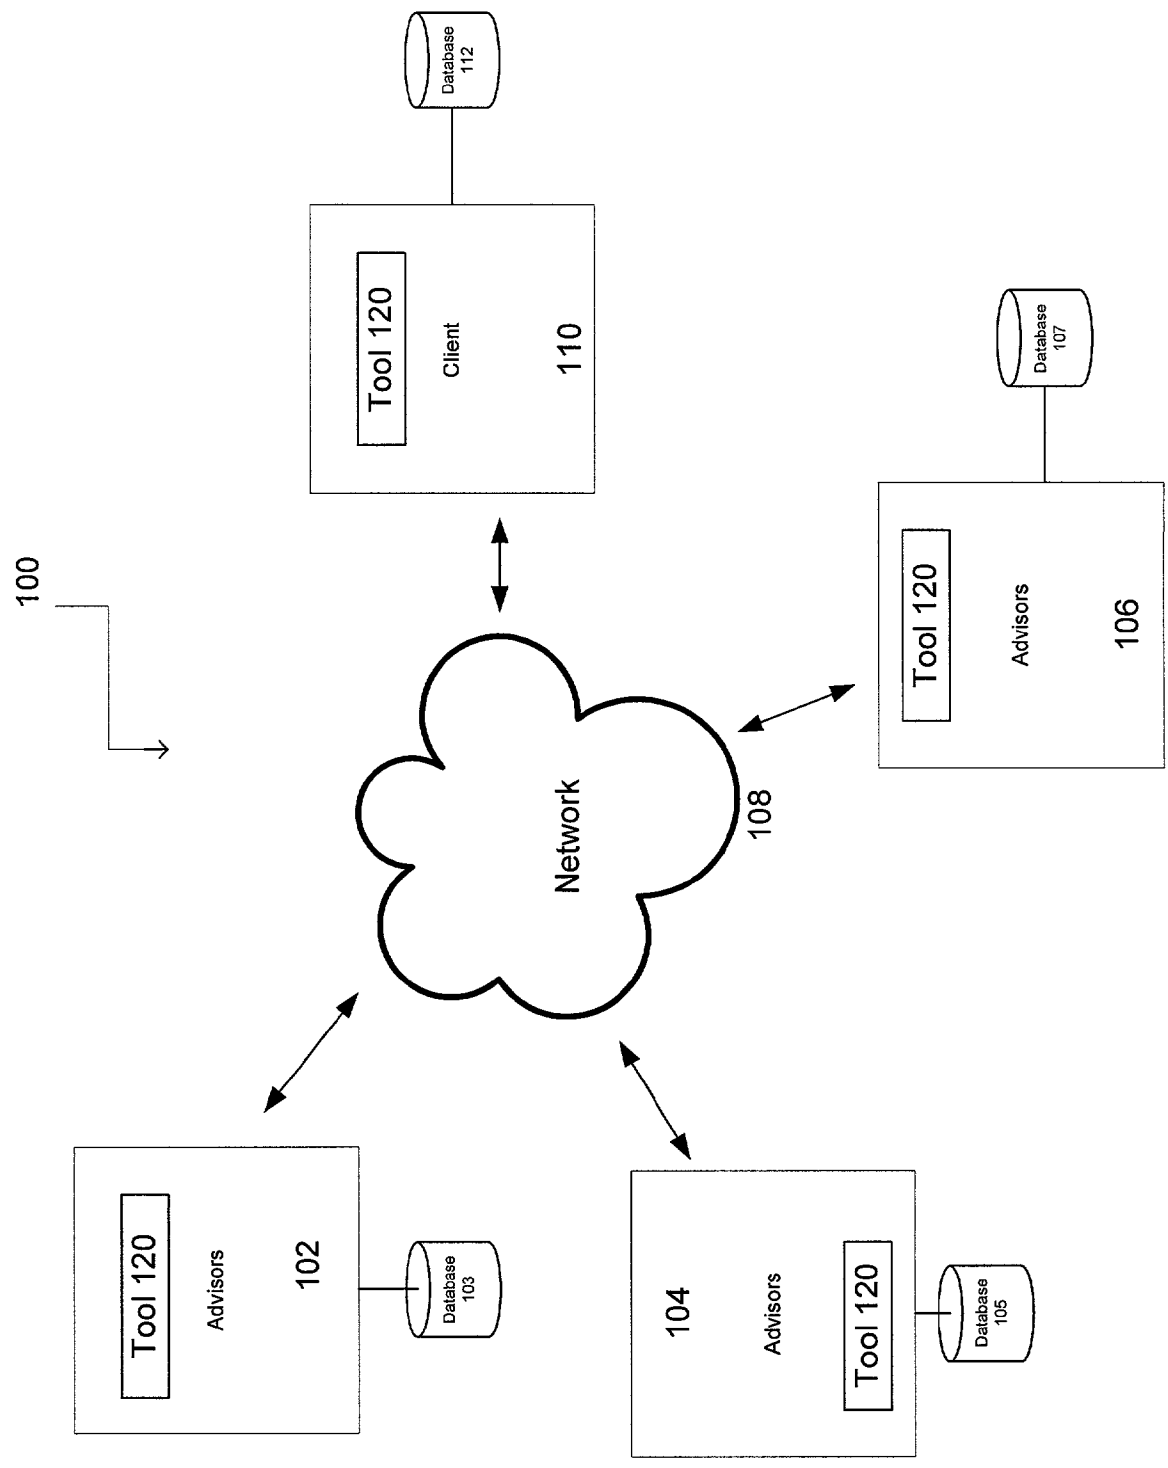 100
Tool 120
Advisors
102
Database
103
Network
108
Tool 120
Client
110
Database
112
104
Advisors
Tool 120
Database
105
Tool 120
Advisors
106
Database
107